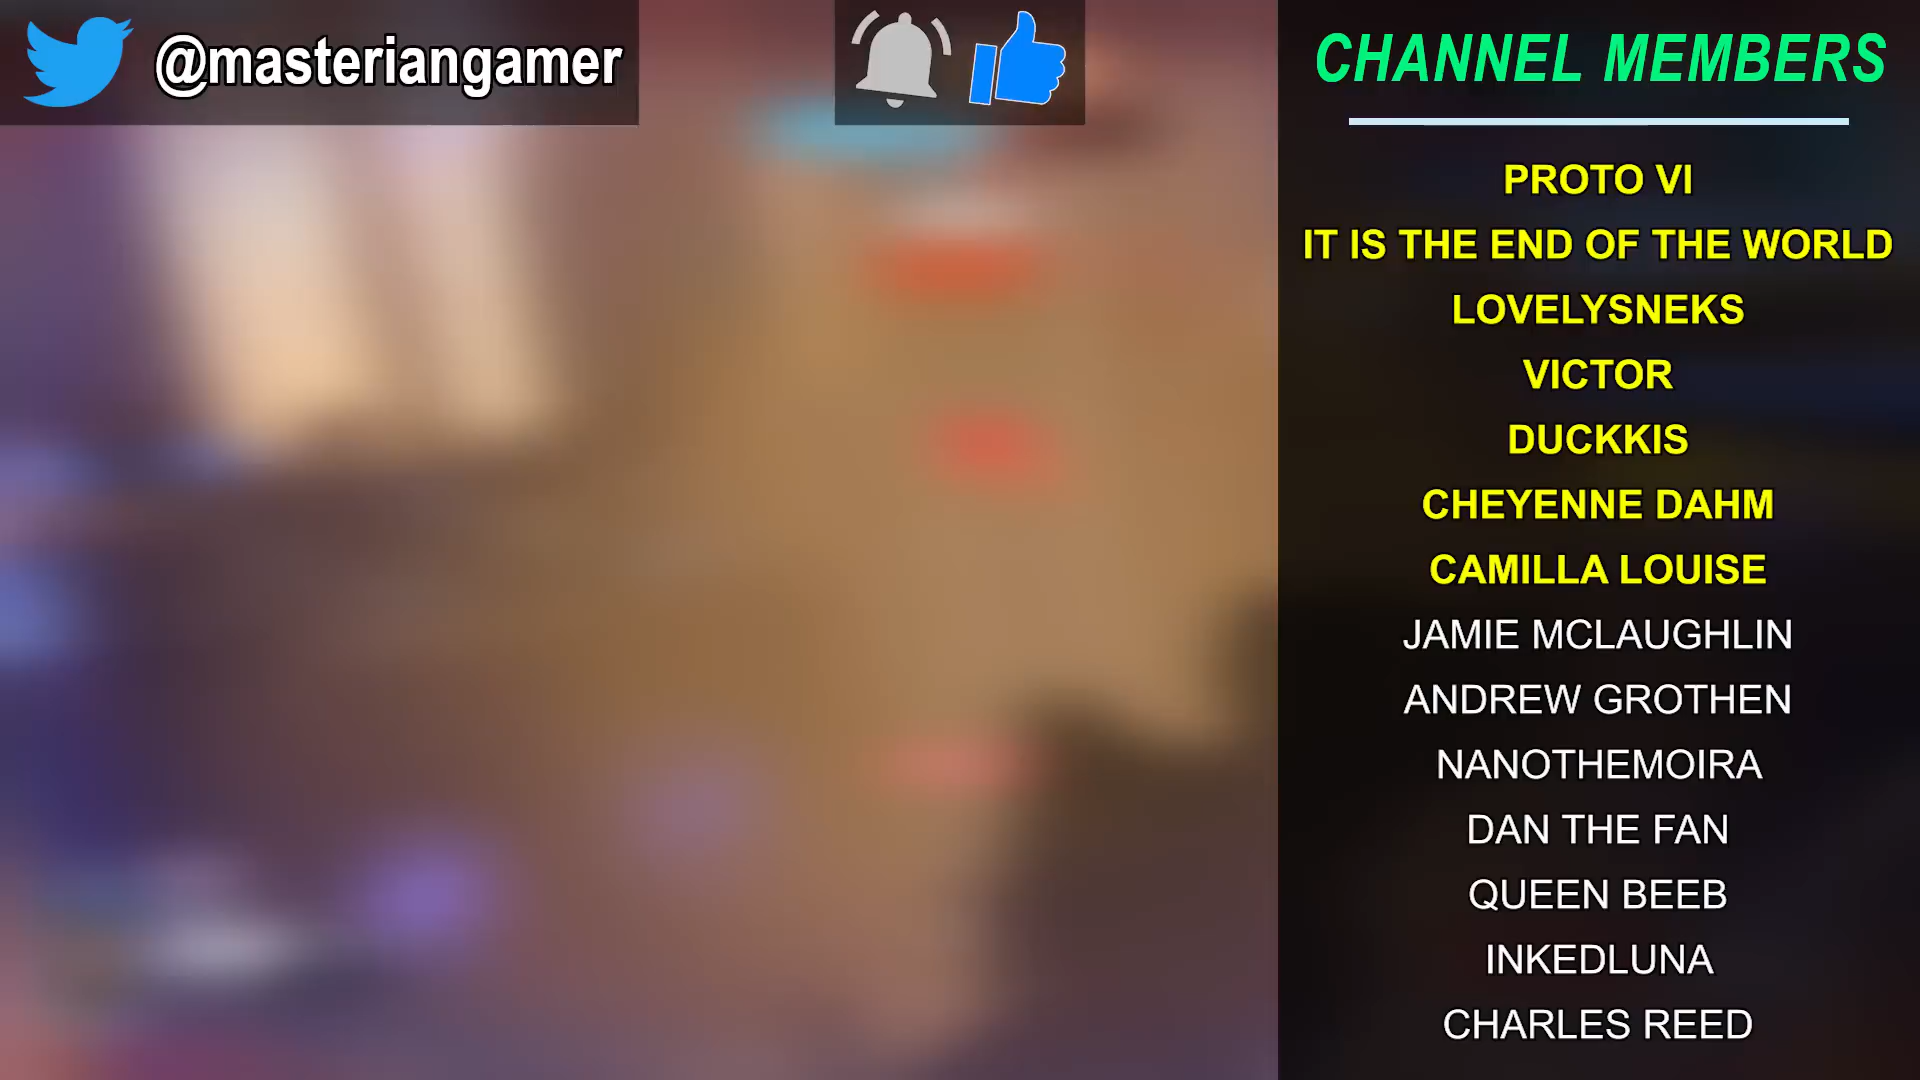 @masteriangamer
CHANNEL MEMBERS
PROTO VI
IT IS THE END OF THE WORLD
LOVELYSNEKS
VICTOR
DUCKKIS
CHEYENNE DAHM
CAMILLA LOUISE
JAMIE MCLAUGHLIN
ANDREW GROTHEN
NANOTHEMOIRA
DAN THE FAN
QUEEN BEEB
INKEDLUNA
CHARLES REED